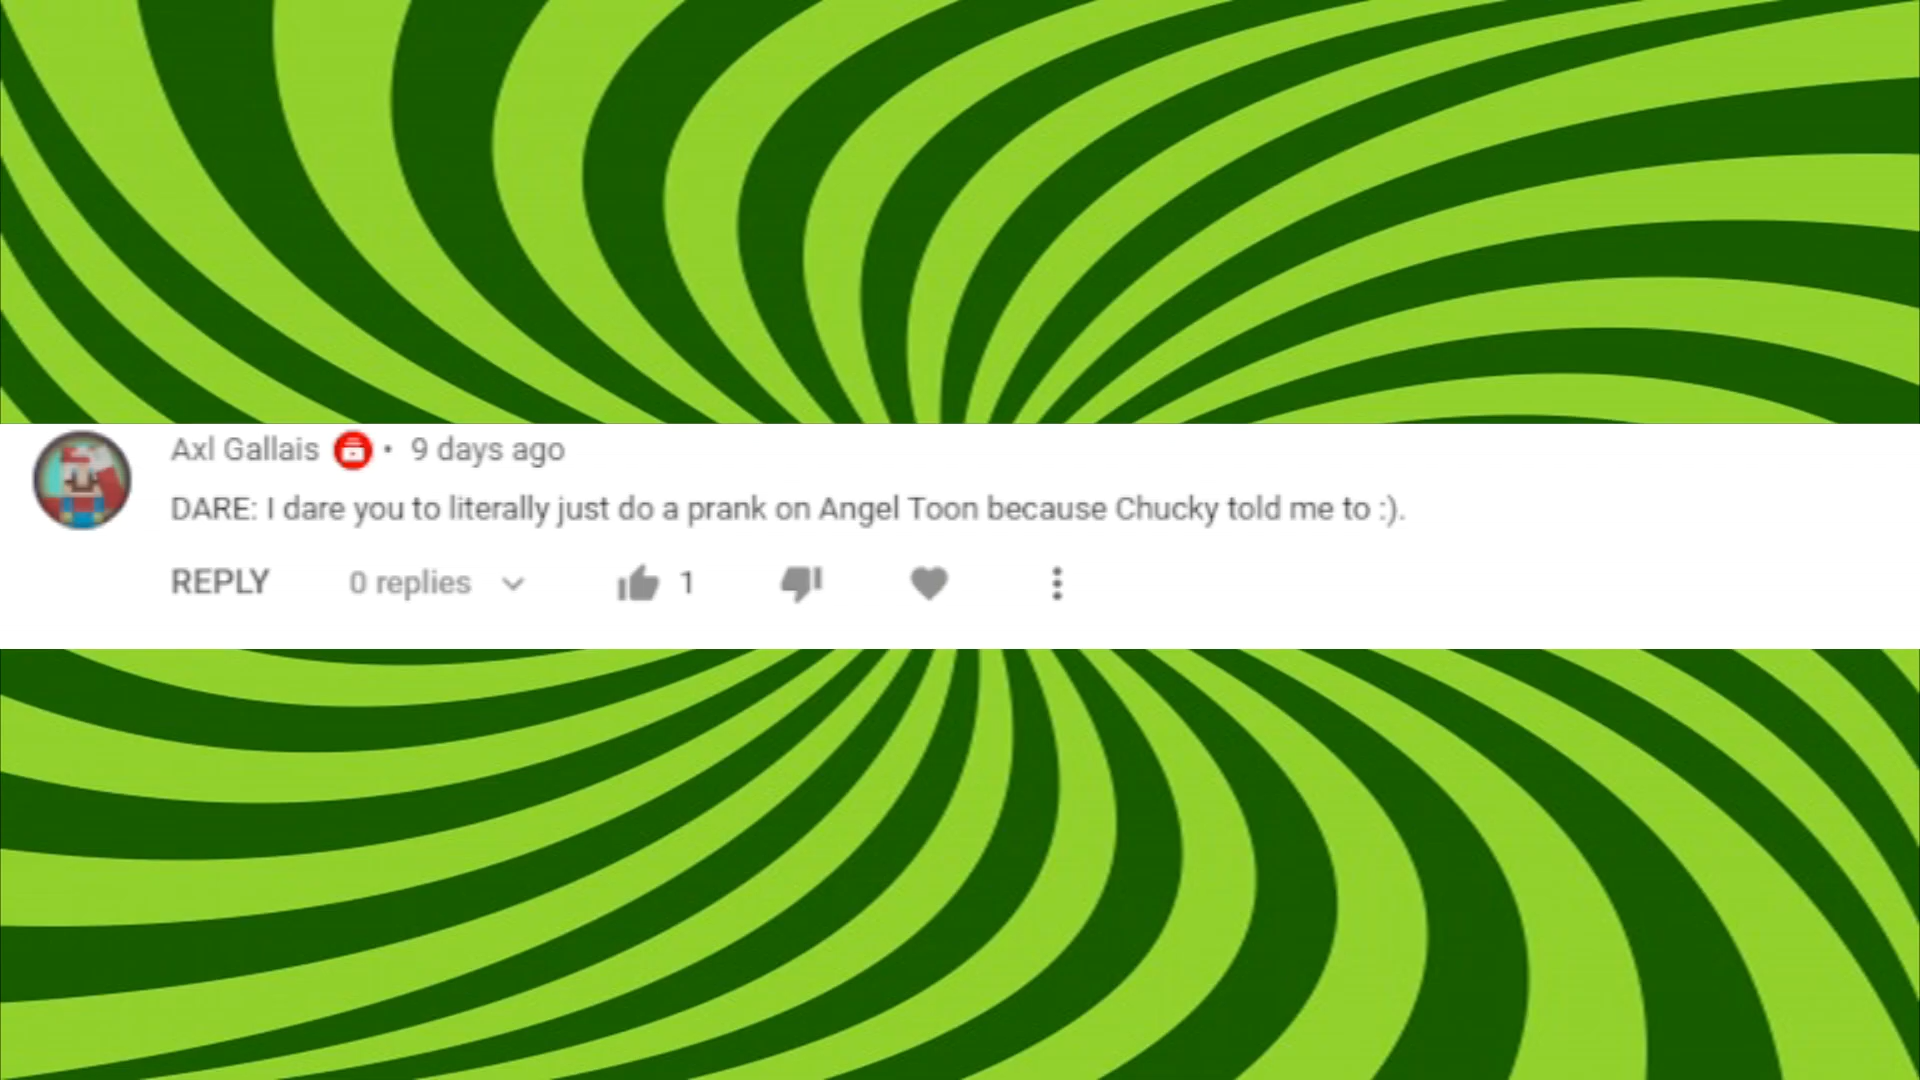 Axl Gallais • 9 days ago
DARE: I dare you to literally just do a prank on Angel Toon because Chucky told me to :).
REPLY 0 replies 1